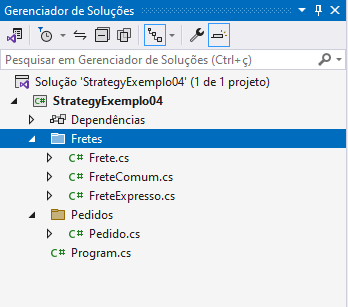 Gerenciador de Soluções
Pesquisar em Gerenciador de Soluções (Ctrl+ç)
Solução 'StrategyExemplo04' (1 de 1 projeto)
C# StrategyExemplo04
Dependências
Fretes
C# Frete.cs
C# FreteComum.cs
C# FreteExpresso.cs
Pedidos
C# Pedido.cs
C# Program.cs